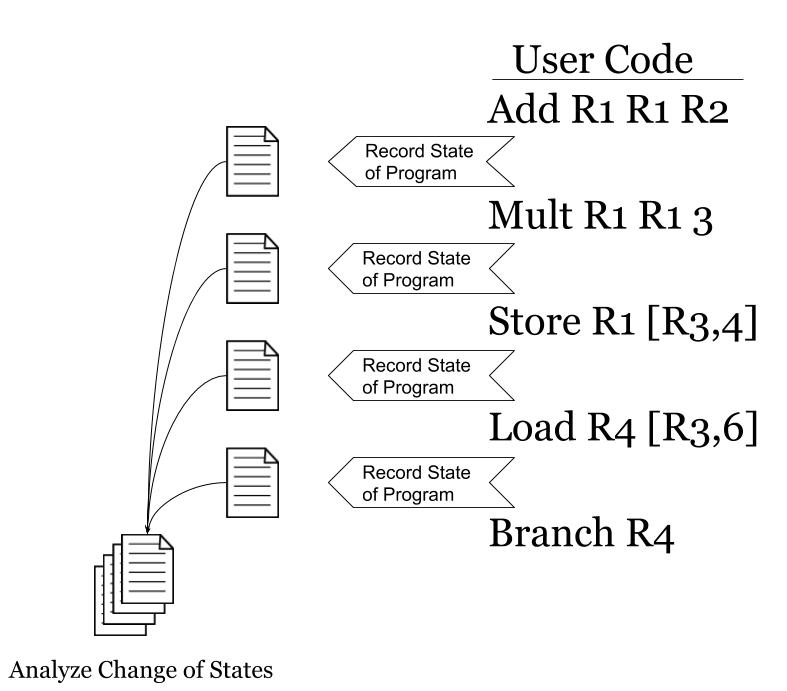 User Code
Add R1 R1 R2
Record State
of Program
Mult R1 R1 3
Record State
of Program
Store R1 [R3,4]
Record State
of Program
Load R4 [R3,6]
Record State
of Program
Branch R4
Analyze Change of States